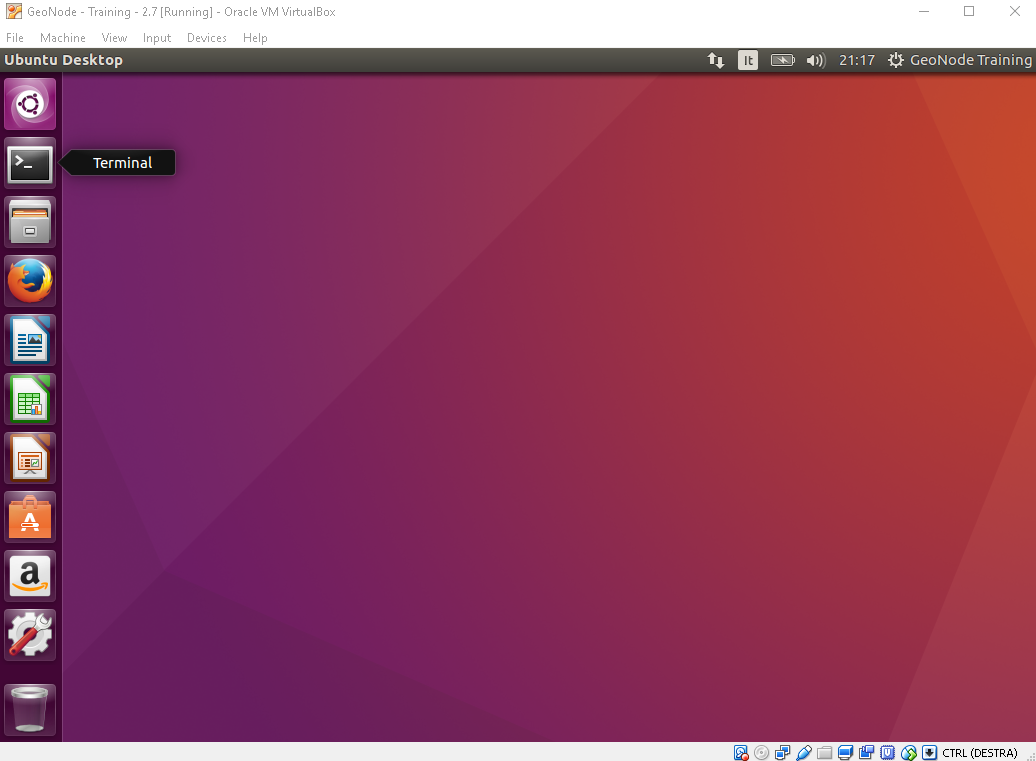 GeoNode - Training - 2.7 [Running] - Oracle VM VirtualBox
File Machine View Input Devices Help
Ubuntu Desktop It 21:17 GeoNode Training
Terminal
CTRL (DESTRA)